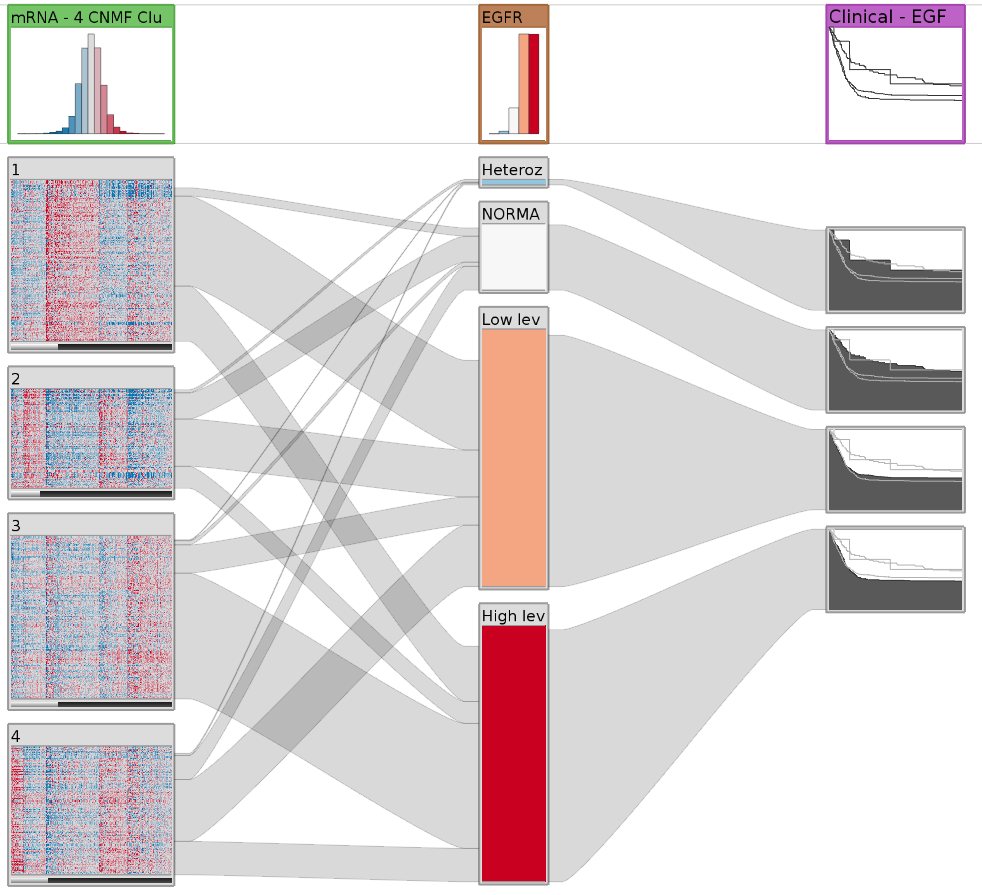 mRNA - 4 CNMF Clu
EGFR
Clinical - EGF
1
2
3
4
Heteroz
NORMA
Low lev
High lev